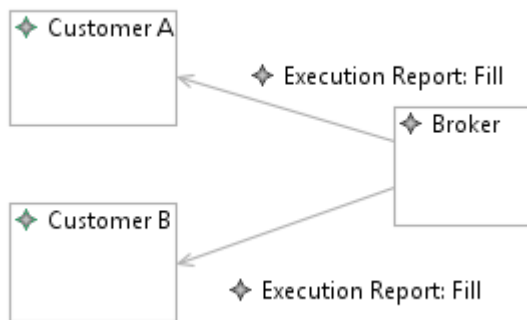 Customer A
Execution Report: Fill
Broker
Customer B
Execution Report: Fill